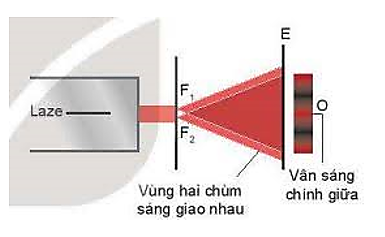 E
F1
Laze
O
F2
Vân sáng
chính giữa
Vùng hai chùm
sáng giao nhau